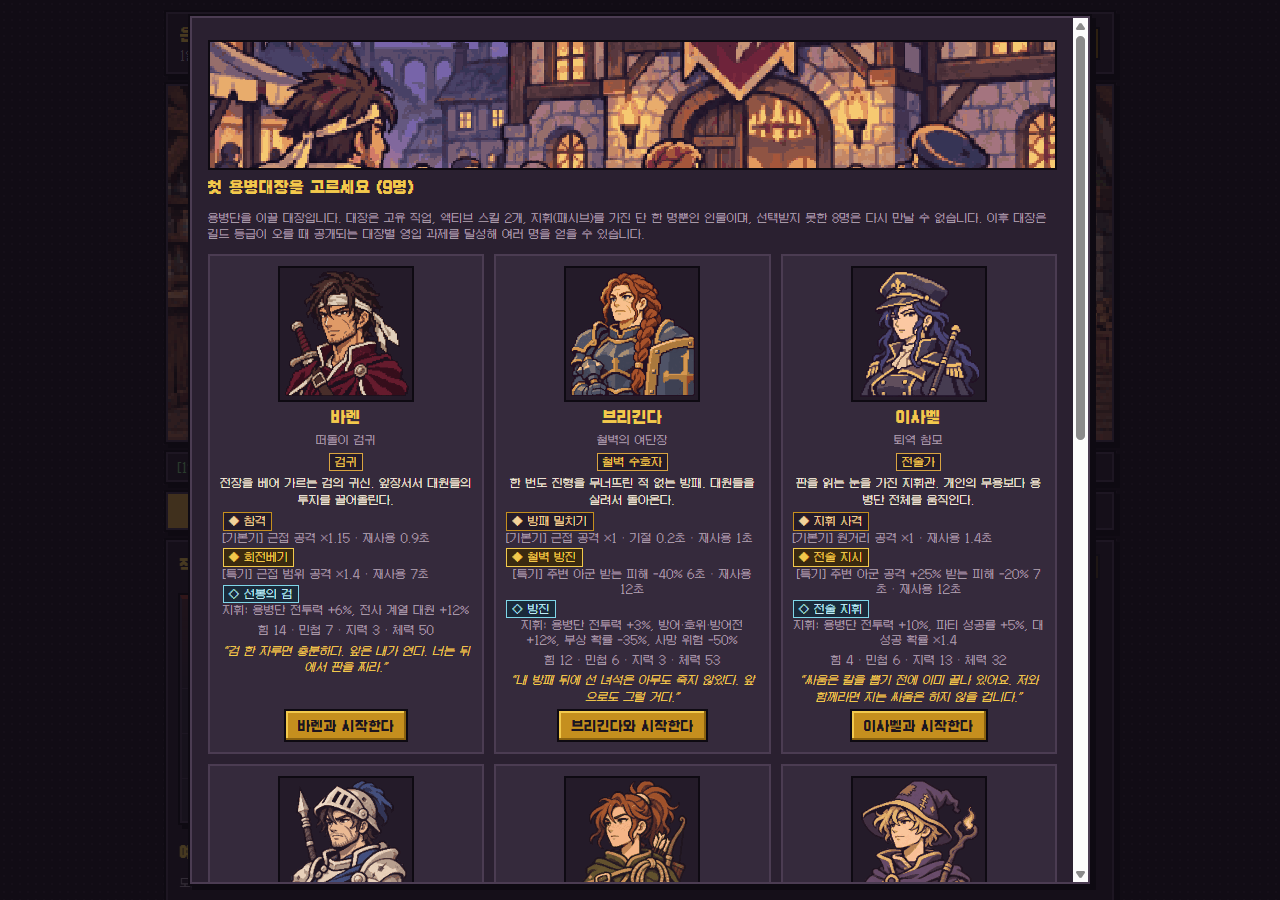 첫 용병대장을 고르세요 (9명)
용병단을 이끌 대장입니다. 대장은 고유 직업, 액티브 스킬 2개, 지휘(패시브)를 가진 단 한 명뿐인 인물이며, 선택받지 못한 8명은 다시 만날 수 없습니다. 이후 대장은
길드 등급이 오를 때 공개되는 대장별 영입 과제를 달성해 여러 명을 얻을 수 있습니다.
바렌
떠돌이 검귀
검귀
전장을 베어 가르는 검의 귀신. 앞장서서 대원들의
투지를 끌어올린다.
◆ 참격
[기본기] 근접 공격 ×1.15 · 재사용 0.9초
◆ 회전베기
[특기] 근접 범위 공격 ×1.4 · 재사용 7초
◇ 선봉의 검
지휘: 용병단 전투력 +6%, 전사 계열 대원 +12%
힘 14 · 민첩 7 · 지력 3 · 체력 50
“검 한 자루면 충분하다. 앞은 내가 연다. 너는 뒤
에서 판을 짜라.”
바렌과 시작한다
브리킨다
철벽의 여단장
철벽 수호자
한 번도 진형을 무너뜨린 적 없는 방패. 대원들을
살려서 돌아온다.
◆ 방패 밀치기
[기본기] 근접 공격 ×1 · 기절 0.2초 · 재사용 1초
◆ 철벽 방진
[특기] 주변 아군 받는 피해 -40% 6초 · 재사용
12초
◇ 방진
지휘: 용병단 전투력 +3%, 방어·호위·방어전
+12%, 부상 확률 -35%, 사망 위험 -50%
힘 12 · 민첩 6 · 지력 3 · 체력 53
“내 방패 뒤에 선 녀석은 아무도 죽지 않았다. 앞
으로도 그럴 거다.”
브리킨다와 시작한다
이사벨
퇴역 참모
전술가
판을 읽는 눈을 가진 지휘관. 개인의 무용보다 용
병단 전체를 움직인다.
◆ 지휘 사격
[기본기] 원거리 공격 ×1 · 재사용 1.4초
◆ 전술 지시
[특기] 주변 아군 공격 +25% 받는 피해 -20% 7
초 · 재사용 12초
◇ 전술 지휘
지휘: 용병단 전투력 +10%, 파티 성공률 +5%, 대
성공 확률 ×1.4
힘 4 · 민첩 6 · 지력 13 · 체력 32
“싸움은 칼을 뽑기 전에 이미 끝나 있어요. 저와
함께라면 지는 싸움은 하지 않을 겁니다.”
이사벨과 시작한다